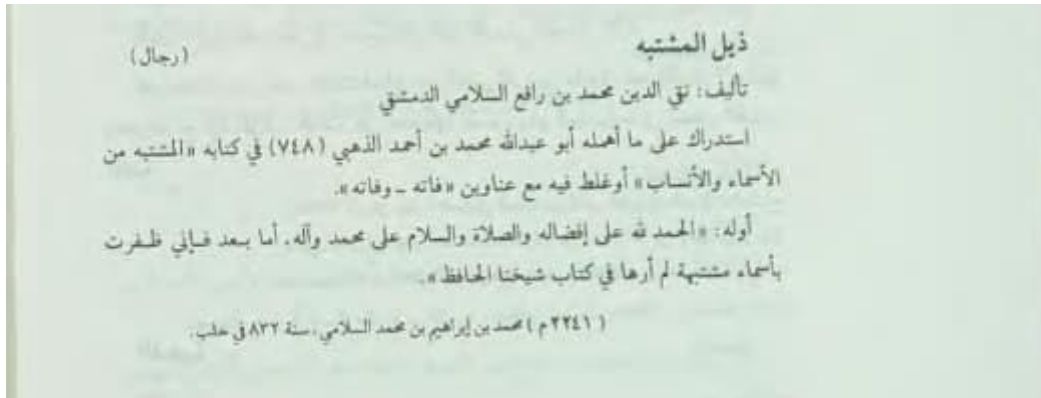 ذيل المشتبه (رجال)
تأليف: تقي الدين محمد بن رافع السلامي الدمشقي
استدراك على ما أهمله أبو عبدالله محمد بن أحمد الذهبي (٧٤٨) في كتابه «المشتبه من
الأسماء والأنساب» أوغلط فيه مع عناوين «فاته ـ وفاته».
أوله: «الحمد لله على إفضاله والصلاة والسلام على محمد وآله. أما بعد فإني ظفرت
بأسماء مشتبهة لم أرها في كتاب شيخنا الحافظ».
(٢٢٤١ م) محمد بن إبراهيم بن محمد السلامي، سنة ٨٣٢ في حلب.